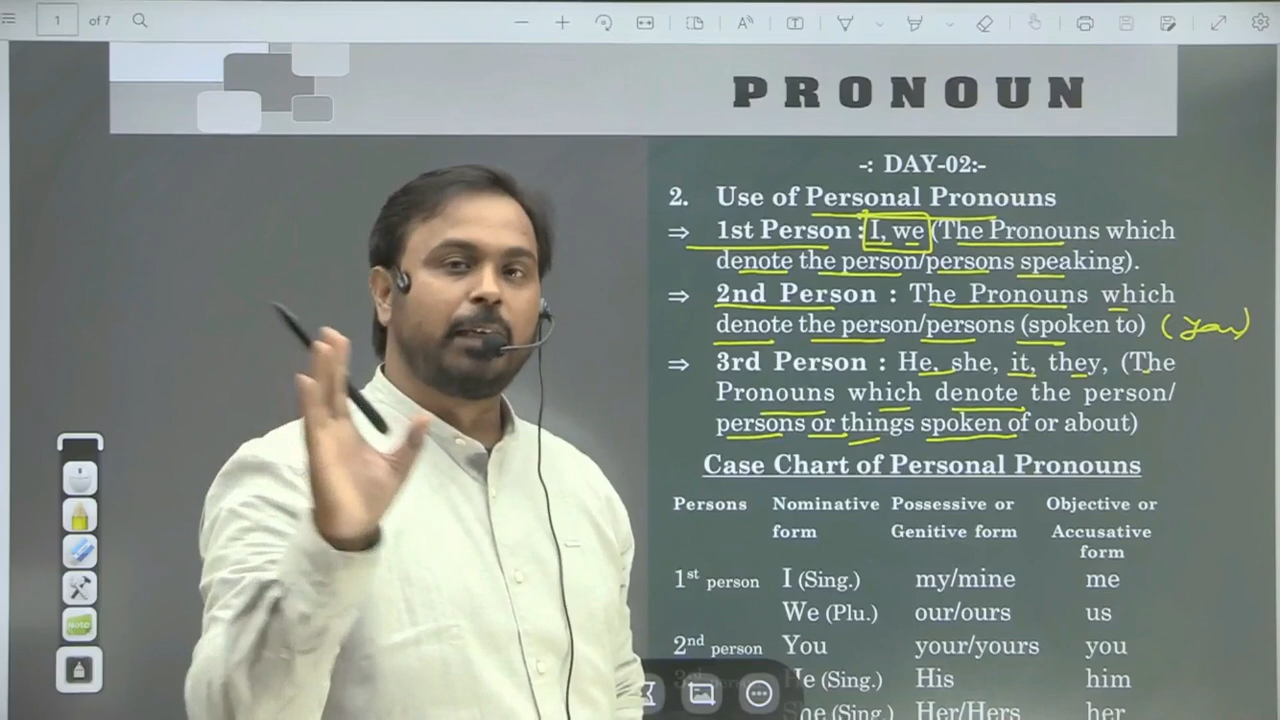 1 of 7
PRONOUN
-: DAY-02:-
2. Use of Personal Pronouns
⇒ 1st Person : I, we (The Pronouns which
denote the person/persons speaking).
⇒ 2nd Person : The Pronouns which
denote the person/persons (spoken to) (you)
⇒ 3rd Person : He, she, it, they, (The
Pronouns which denote the person/
persons or things spoken of or about)
Case Chart of Personal Pronouns
Persons Nominative Possessive or Objective or
form Genitive form Accusative
form
1st person I (Sing.) my/mine me
We (Plu.) our/ours us
2nd person You your/yours you
3rd person He (Sing.) His him
She (Sing.) Her/Hers her